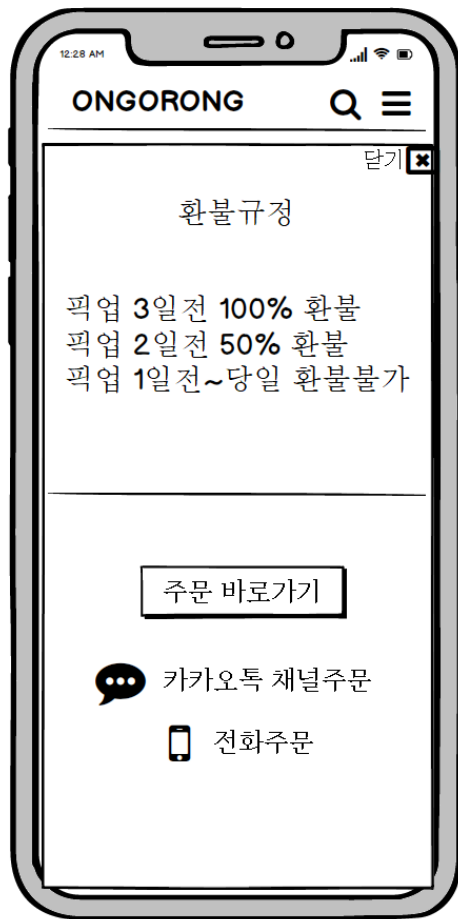 12:28 AM
ONGORONG
닫기
환불규정
픽업 3일전 100% 환불
픽업 2일전 50% 환불
픽업 1일전~당일 환불불가
주문 바로가기
카카오톡 채널주문
전화주문